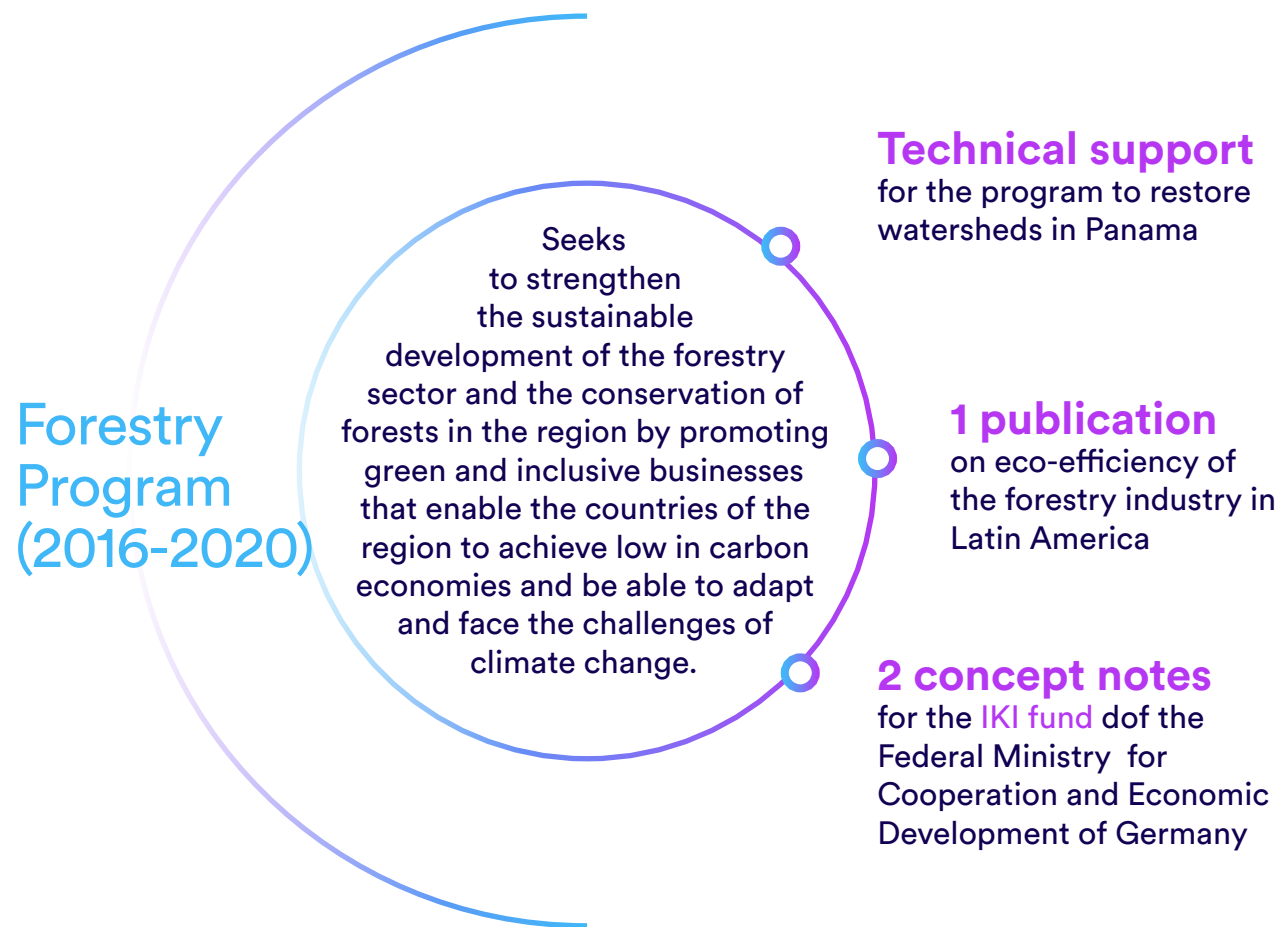 Forestry
Program
(2016-2020)
Seeks
to strengthen
the sustainable
development of the forestry
sector and the conservation of
forests in the region by promoting
green and inclusive businesses
that enable the countries of the
region to achieve low in carbon
economies and be able to adapt
and face the challenges of
climate change.
Technical support
for the program to restore
watersheds in Panama
1 publication
on eco-efficiency of
the forestry industry in
Latin America
2 concept notes
for the IKI fund dof the
Federal Ministry for
Cooperation and Economic
Development of Germany